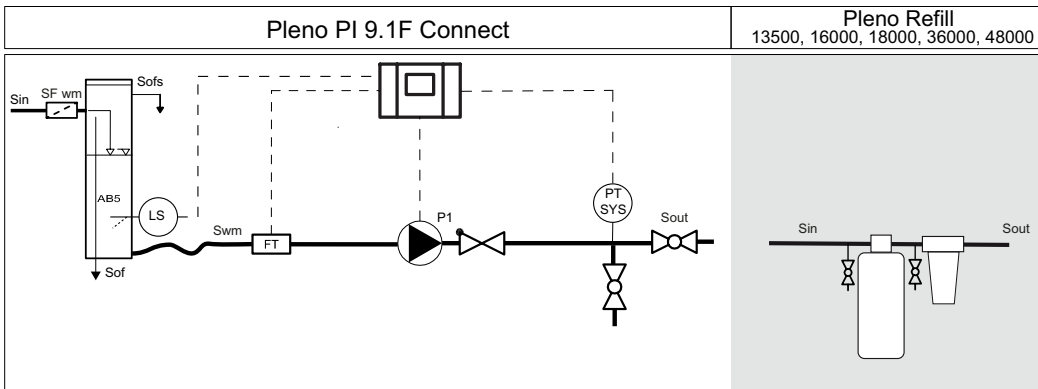 Pleno PI 9.1F Connect
Pleno Refill
13500, 16000, 18000, 36000, 48000
Sofs
Sin
SF wm
AB5
LS
Swm
FT
P1
PT
SYS
Sout
Sof
Sin
Sout